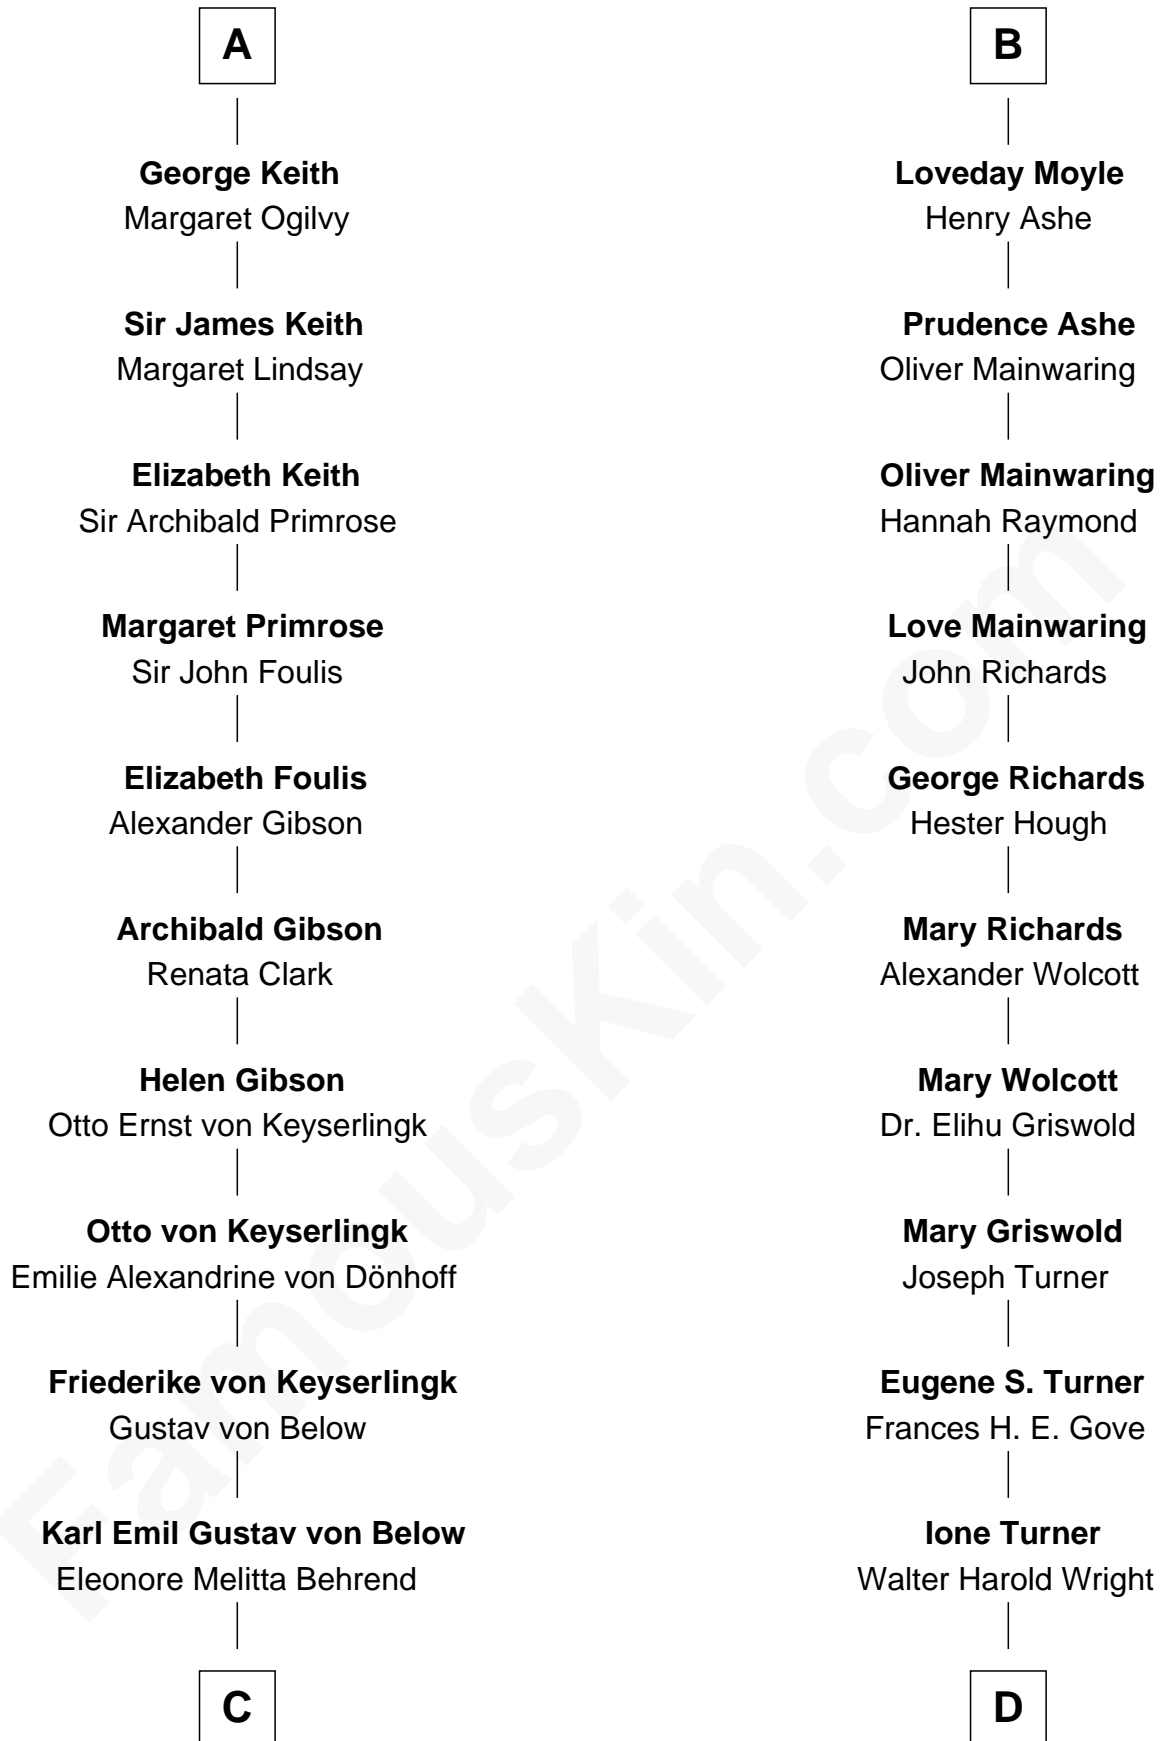 A
George Keith
Margaret Ogilvy
Sir James Keith
Margaret Lindsay
Elizabeth Keith
Sir Archibald Primrose
Margaret Primrose
Sir John Foulis
Elizabeth Foulis
Alexander Gibson
Archibald Gibson
Renata Clark
Helen Gibson
Otto Ernst von Keyserlingk
Otto von Keyserlingk
Emilie Alexandrine von Dönhoff
Friederike von Keyserlingk
Gustav von Below
Karl Emil Gustav von Below
Eleonore Melitta Behrend
C
B
Loveday Moyle
Henry Ashe
Prudence Ashe
Oliver Mainwaring
Oliver Mainwaring
Hannah Raymond
Love Mainwaring
John Richards
George Richards
Hester Hough
Mary Richards
Alexander Wolcott
Mary Wolcott
Dr. Elihu Griswold
Mary Griswold
Joseph Turner
Eugene S. Turner
Frances H. E. Gove
Ione Turner
Walter Harold Wright
D
FamousKin.com